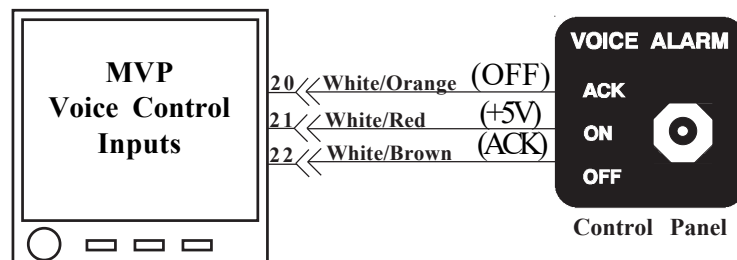 MVP
Voice Control
Inputs
20 White/Orange (OFF)
21 White/Red (+5V)
22 White/Brown (ACK)
VOICE ALARM
ACK
ON
OFF
Control Panel